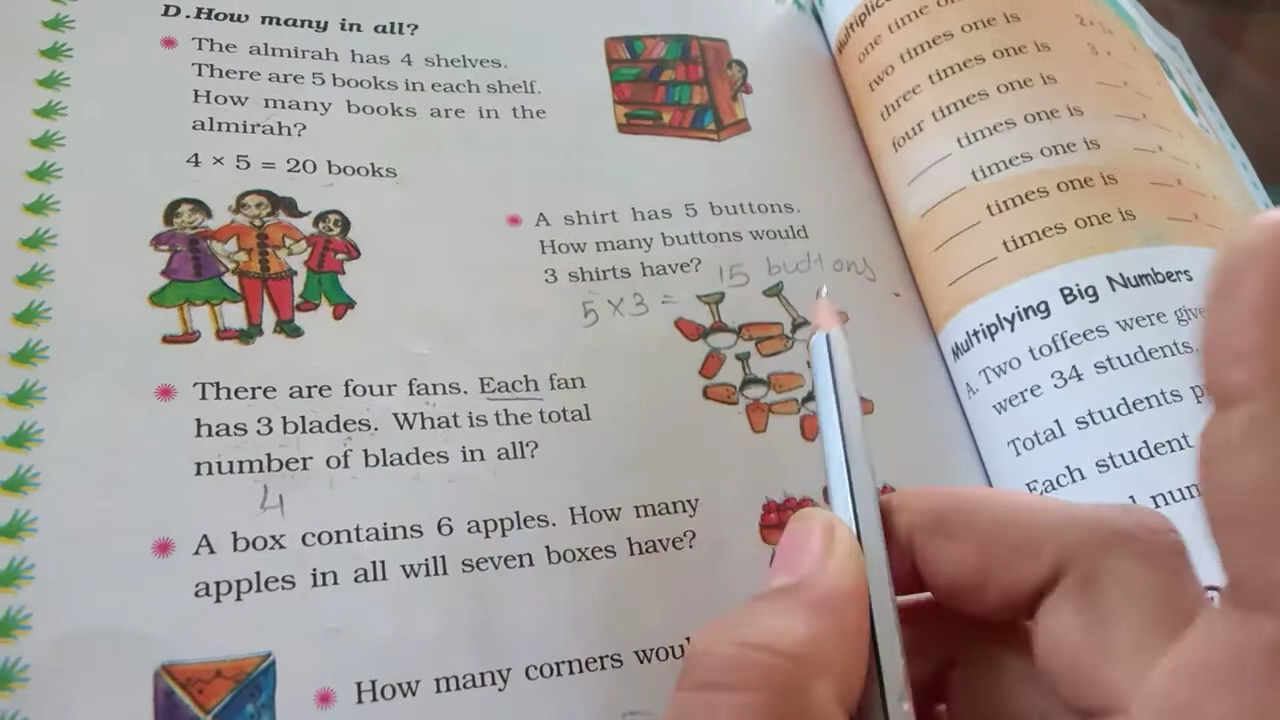 D. How many in all?
The almirah has 4 shelves.
There are 5 books in each shelf.
How many books are in the
almirah?
4 × 5 = 20 books
A shirt has 5 buttons.
How many buttons would
3 shirts have? 15 buttons
5 × 3 =
There are four fans. Each fan
has 3 blades. What is the total
number of blades in all?
4
A box contains 6 apples. How many
apples in all will seven boxes have?
How many corners
one time
two times one is
three times one is
four times one is
____ times one is
____ times one is
____ times one is
____ times one is
Multiplying Big Numbers
A. Two toffees were
were 34 students.
Total students
Each student